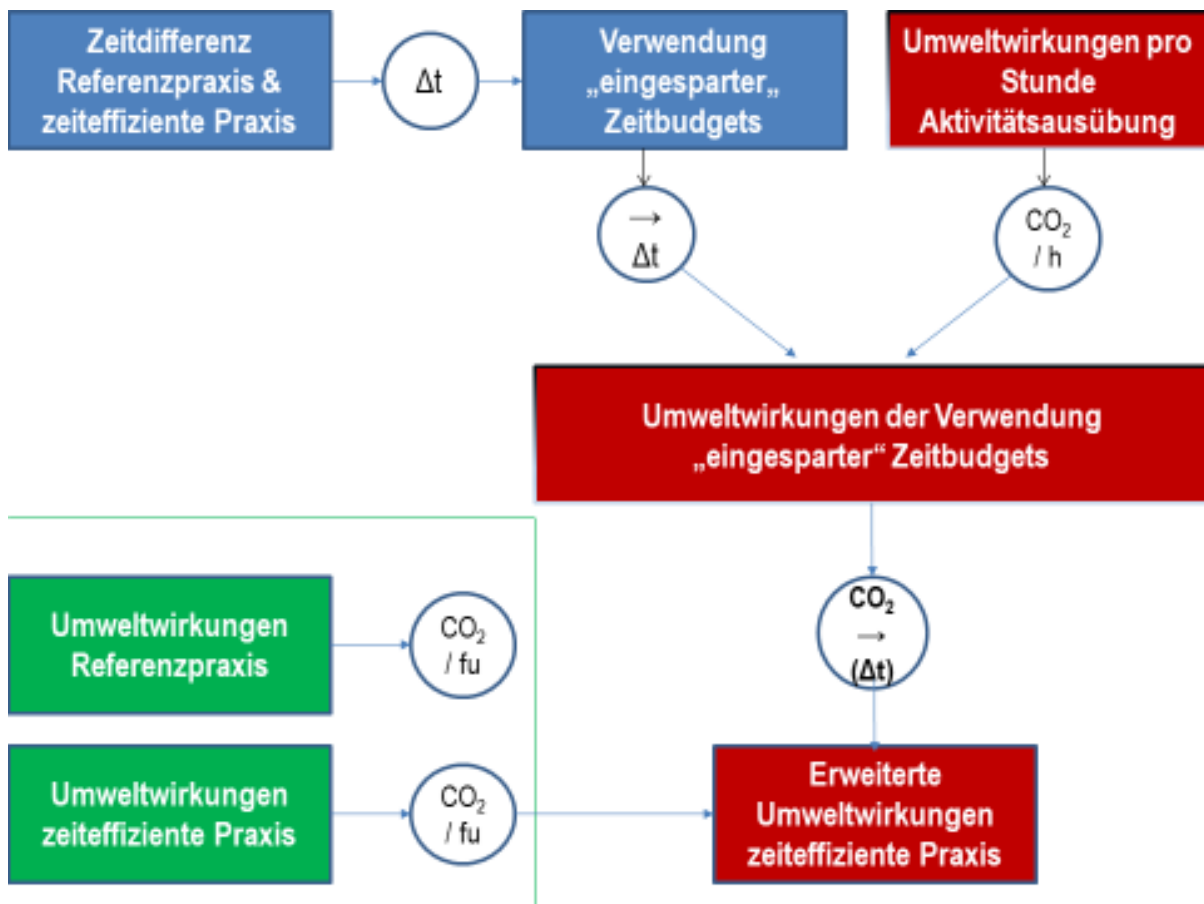 Zeitdifferenz
Referenzpraxis &
zeiteffiziente Praxis
Δt
Verwendung
„eingesparter„
Zeitbudgets
Umweltwirkungen pro
Stunde
Aktivitätsausübung
→
Δt
CO₂
/ h
Umweltwirkungen der Verwendung
„eingesparter“ Zeitbudgets
Umweltwirkungen
Referenzpraxis
CO₂
/ fu
CO₂
→
(Δt)
Umweltwirkungen
zeiteffiziente Praxis
CO₂
/ fu
Erweiterte
Umweltwirkungen
zeiteffiziente Praxis